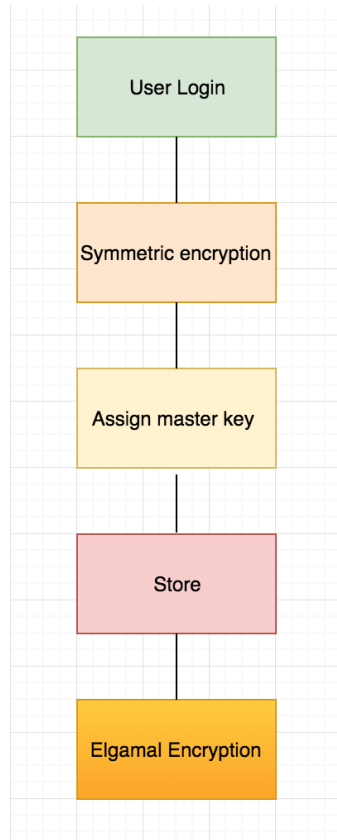 User Login
Symmetric encryption
Assign master key
Store
Elgamal Encryption